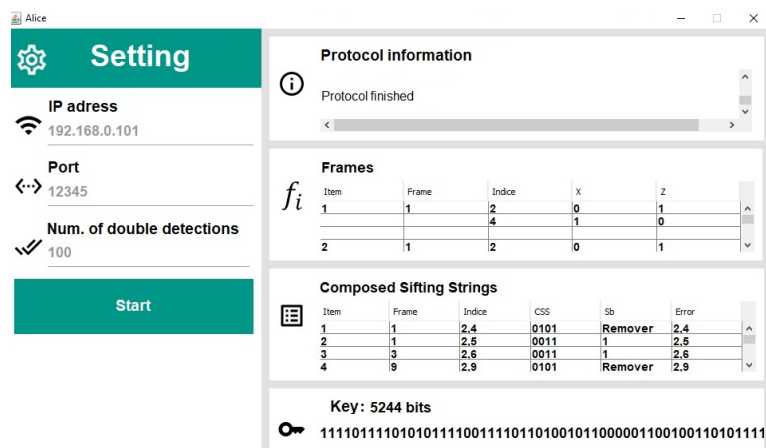 Alice
Setting
IP adress
192.168.0.101
Port
12345
Num. of double detections
100
Start
Protocol information
Protocol finished
Frames
fi
Item Frame Indice X Z
1 1 2 0 1
4 1 0
2 1 2 0 1
Composed Sifting Strings
Item Frame Indice CSS Sb Error
1 1 2,4 0101 Remover 2,4
2 1 2,5 0011 1 2,5
3 3 2,6 0011 1 2,6
4 9 2,9 0101 Remover 2,9
Key: 5244 bits